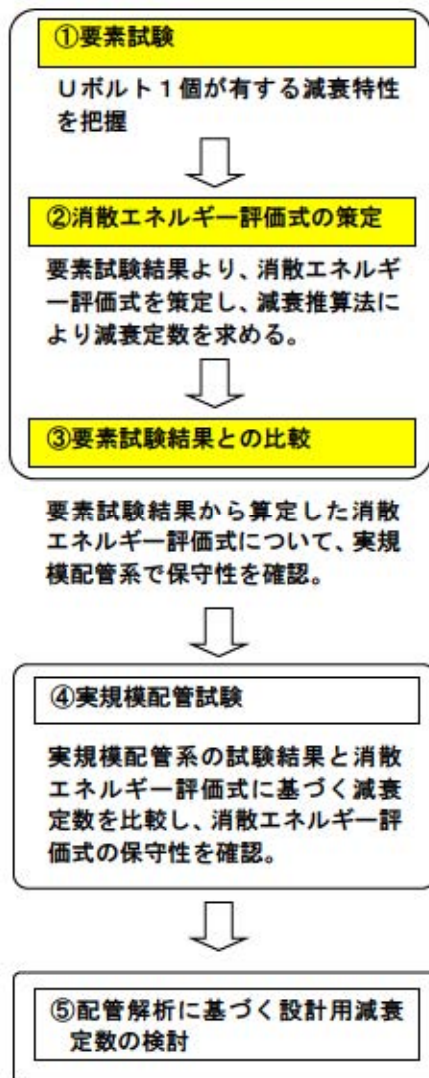 ①要素試験
Uボルト1個が有する減衰特性
を把握
②消散エネルギー評価式の策定
要素試験結果より、消散エネルギ
ー評価式を策定し、減衰推算法に
より減衰定数を求める。
③要素試験結果との比較
要素試験結果から算定した消散
エネルギー評価式について、実規
模配管系で保守性を確認。
④実規模配管試験
実規模配管系の試験結果と消散
エネルギー評価式に基づく減衰
定数を比較し、消散エネルギー評
価式の保守性を確認。
⑤配管解析に基づく設計用減衰
定数の検討